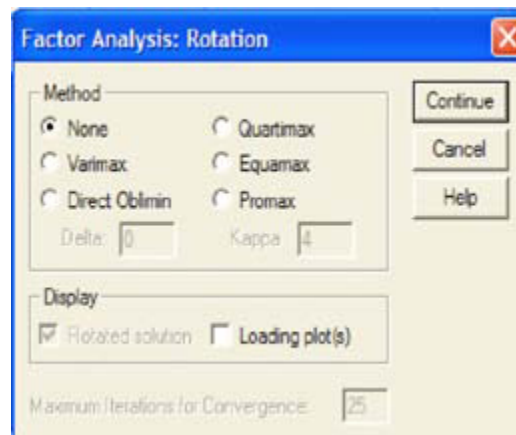 Factor Analysis: Rotation
Method
None
Quartimax
Varimax
Equamax
Direct Oblimin
Promax
Delta: 0
Kappa 4
Continue
Cancel
Help
Display
Rotated solution
Loading plot(s)
Maximum Iterations for Convergence: 25